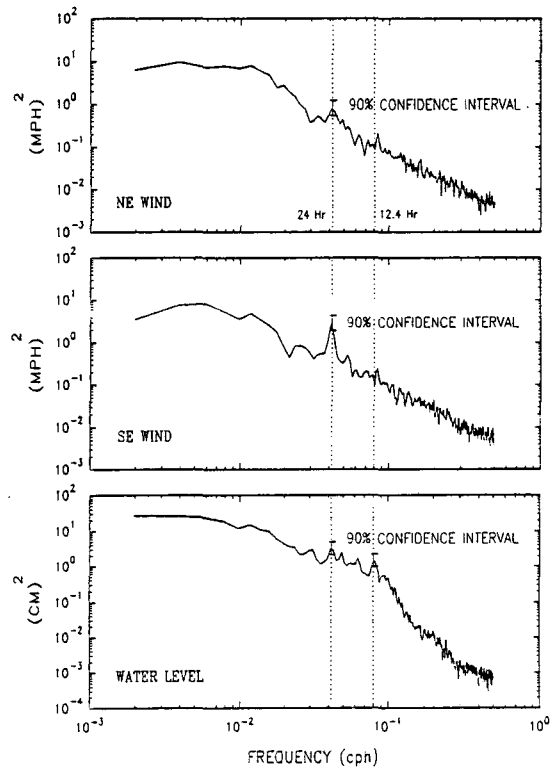 (MPH)²
10²
10¹
10⁰
10⁻¹
10⁻²
10⁻³
90% CONFIDENCE INTERVAL
24 Hr
12.4 Hr
NE WIND
(MPH)²
10²
10¹
10⁰
10⁻¹
10⁻²
10⁻³
90% CONFIDENCE INTERVAL
SE WIND
(CM)²
10²
10¹
10⁰
10⁻¹
10⁻²
10⁻³
10⁻⁴
90% CONFIDENCE INTERVAL
WATER LEVEL
10⁻³
10⁻²
10⁻¹
10⁰
FREQUENCY (cph)